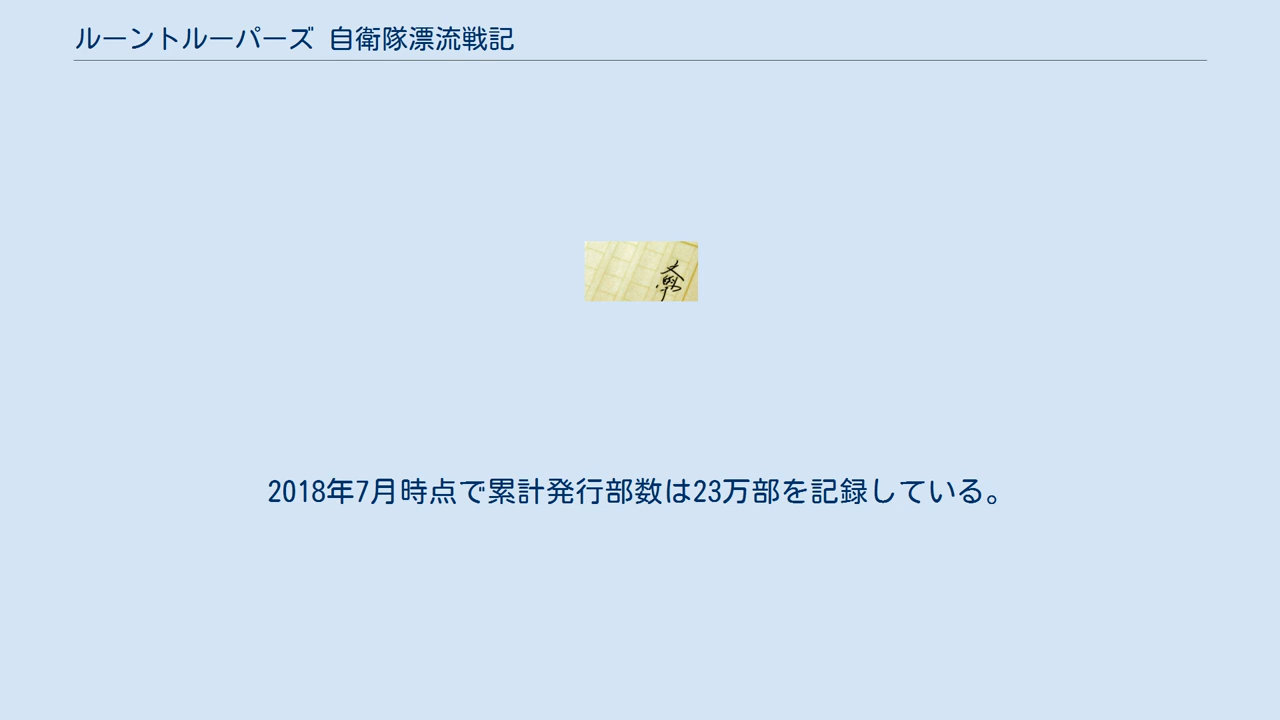 ルーントルーパーズ 自衛隊漂流戦記
2018年7月時点で累計発行部数は23万部を記録している。